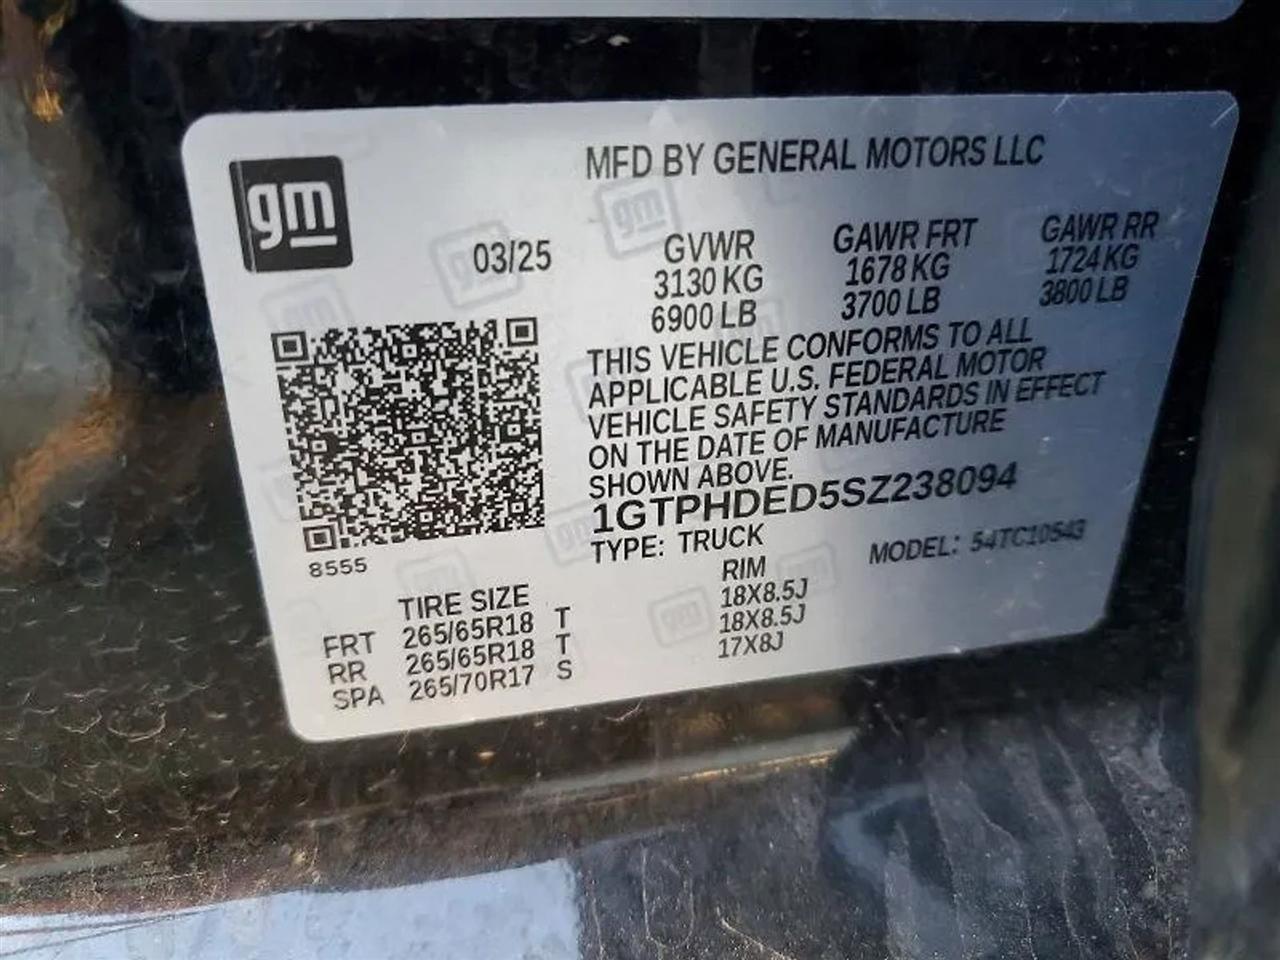 gm
MFD BY GENERAL MOTORS LLC
03/25
GVWR GAWR FRT GAWR RR
3130 KG 1678 KG 1724 KG
6900 LB 3700 LB 3800 LB
THIS VEHICLE CONFORMS TO ALL
APPLICABLE U.S. FEDERAL MOTOR
VEHICLE SAFETY STANDARDS IN EFFECT
ON THE DATE OF MANUFACTURE
SHOWN ABOVE.
1GTPHDED5SZ238094
TYPE: TRUCK MODEL: 54TC10543
8555
TIRE SIZE RIM
FRT 265/65R18 T 18X8.5J
RR 265/65R18 T 18X8.5J
SPA 265/70R17 S 17X8J